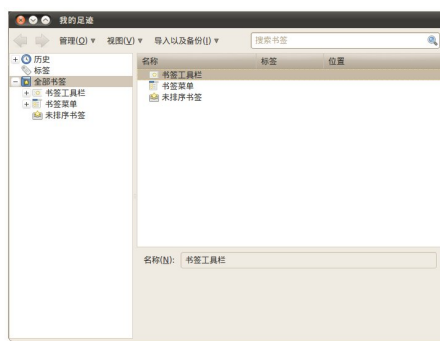 我的足迹
管理(O) 视图(V) 导入以及备份(I) 搜索书签
历史
标签
全部书签
书签工具栏
书签菜单
未排序书签
名称 标签 位置
书签工具栏
书签菜单
未排序书签
名称(N): 书签工具栏